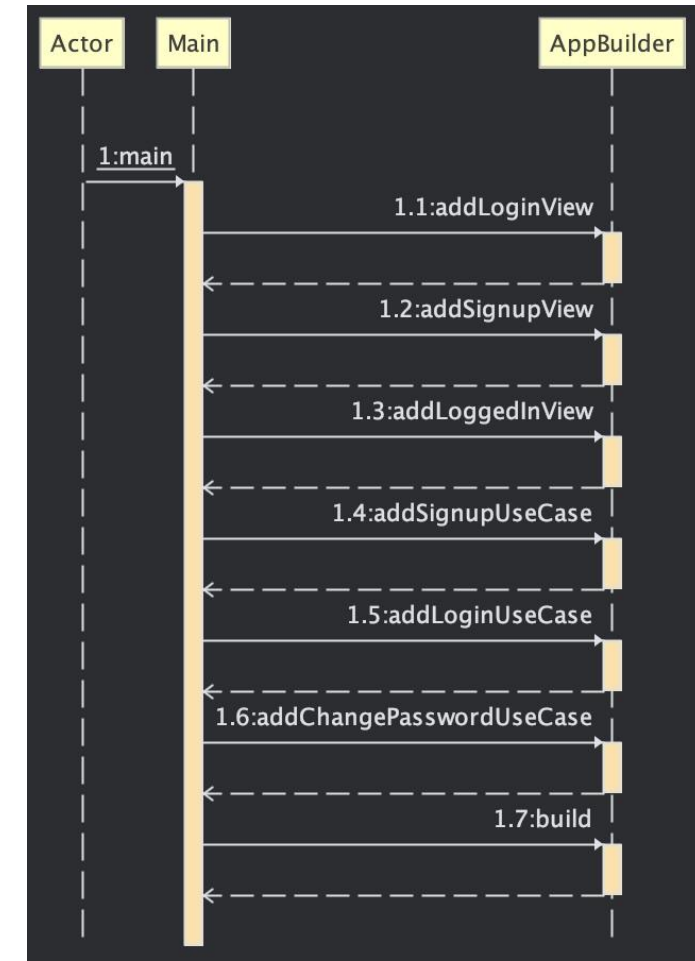 Actor Main AppBuilder
1:main
1.1:addLoginView
1.2:addSignupView
1.3:addLoggedInView
1.4:addSignupUseCase
1.5:addLoginUseCase
1.6:addChangePasswordUseCase
1.7:build